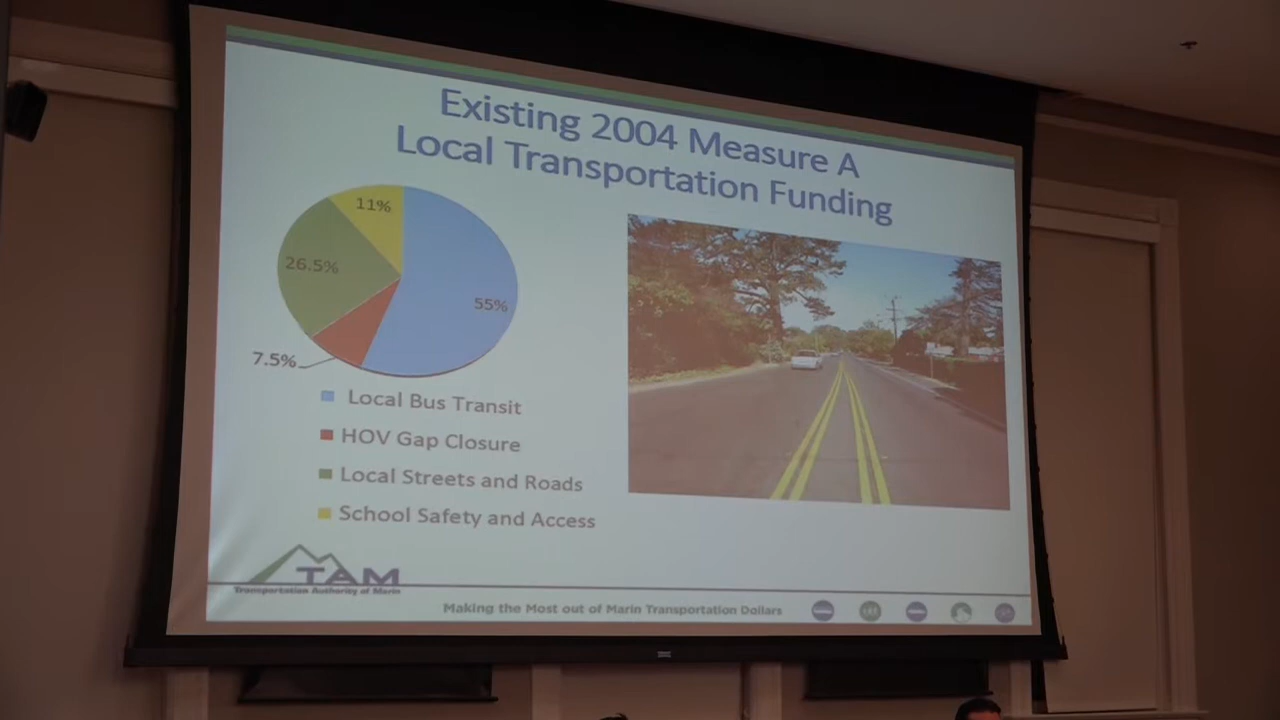 Existing 2004 Measure A
Local Transportation Funding
11%
26.5%
55%
7.5%
Local Bus Transit
HOV Gap Closure
Local Streets and Roads
School Safety and Access
TAM
Transportation Authority of Marin
Making the Most out of Marin Transportation Dollars